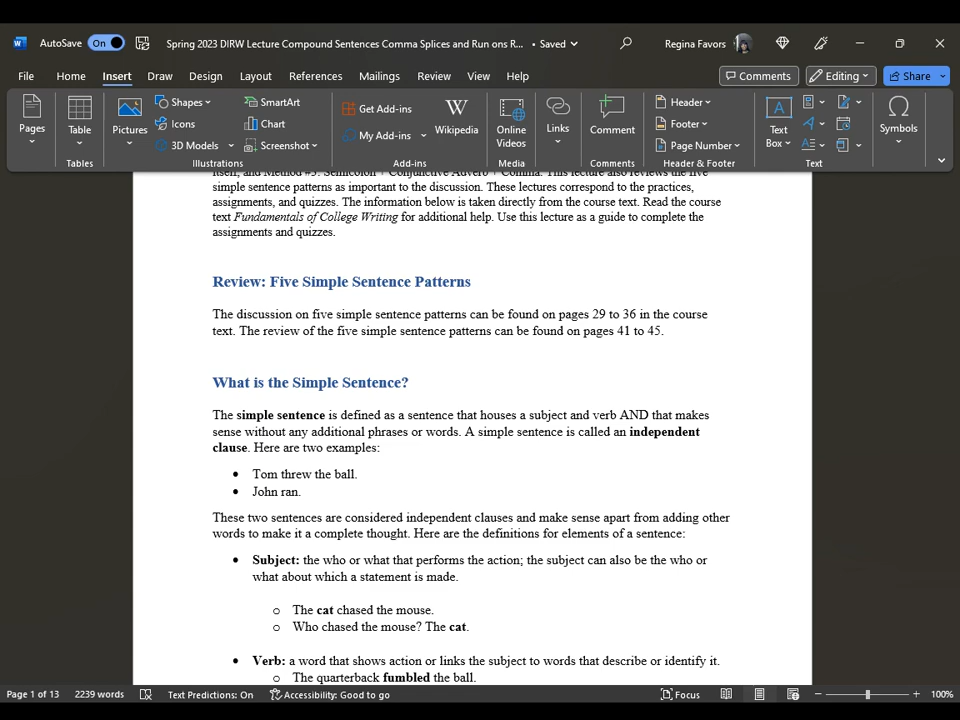 AutoSave On Spring 2023 DIRW Lecture Compound Sentences Comma Splices and Run ons R... • Saved Regina Favors
File Home Insert Draw Design Layout References Mailings Review View Help Comments Editing Share
Pages
Table
Tables
Pictures
Shapes
Icons
3D Models
SmartArt
Chart
Screenshot
Illustrations
Get Add-ins
My Add-ins
W
Wikipedia
Add-ins
Online Videos
Media
Links
Comment
Comments
Header
Footer
Page Number
Header & Footer
Text Box
Text
Symbols
itself, and Method #3: Semicolon + Conjunctive Adverb + Comma. This lecture also reviews the five
simple sentence patterns as important to the discussion. These lectures correspond to the practices,
assignments, and quizzes. The information below is taken directly from the course text. Read the course
text Fundamentals of College Writing for additional help. Use this lecture as a guide to complete the
assignments and quizzes.
Review: Five Simple Sentence Patterns
The discussion on five simple sentence patterns can be found on pages 29 to 36 in the course
text. The review of the five simple sentence patterns can be found on pages 41 to 45.
What is the Simple Sentence?
The simple sentence is defined as a sentence that houses a subject and verb AND that makes
sense without any additional phrases or words. A simple sentence is called an independent
clause. Here are two examples:
• Tom threw the ball.
• John ran.
These two sentences are considered independent clauses and make sense apart from adding other
words to make it a complete thought. Here are the definitions for elements of a sentence:
• Subject: the who or what that performs the action; the subject can also be the who or
what about which a statement is made.
o The cat chased the mouse.
o Who chased the mouse? The cat.
• Verb: a word that shows action or links the subject to words that describe or identify it.
o The quarterback fumbled the ball.
Page 1 of 13 2239 words Text Predictions: On Accessibility: Good to go Focus 100%